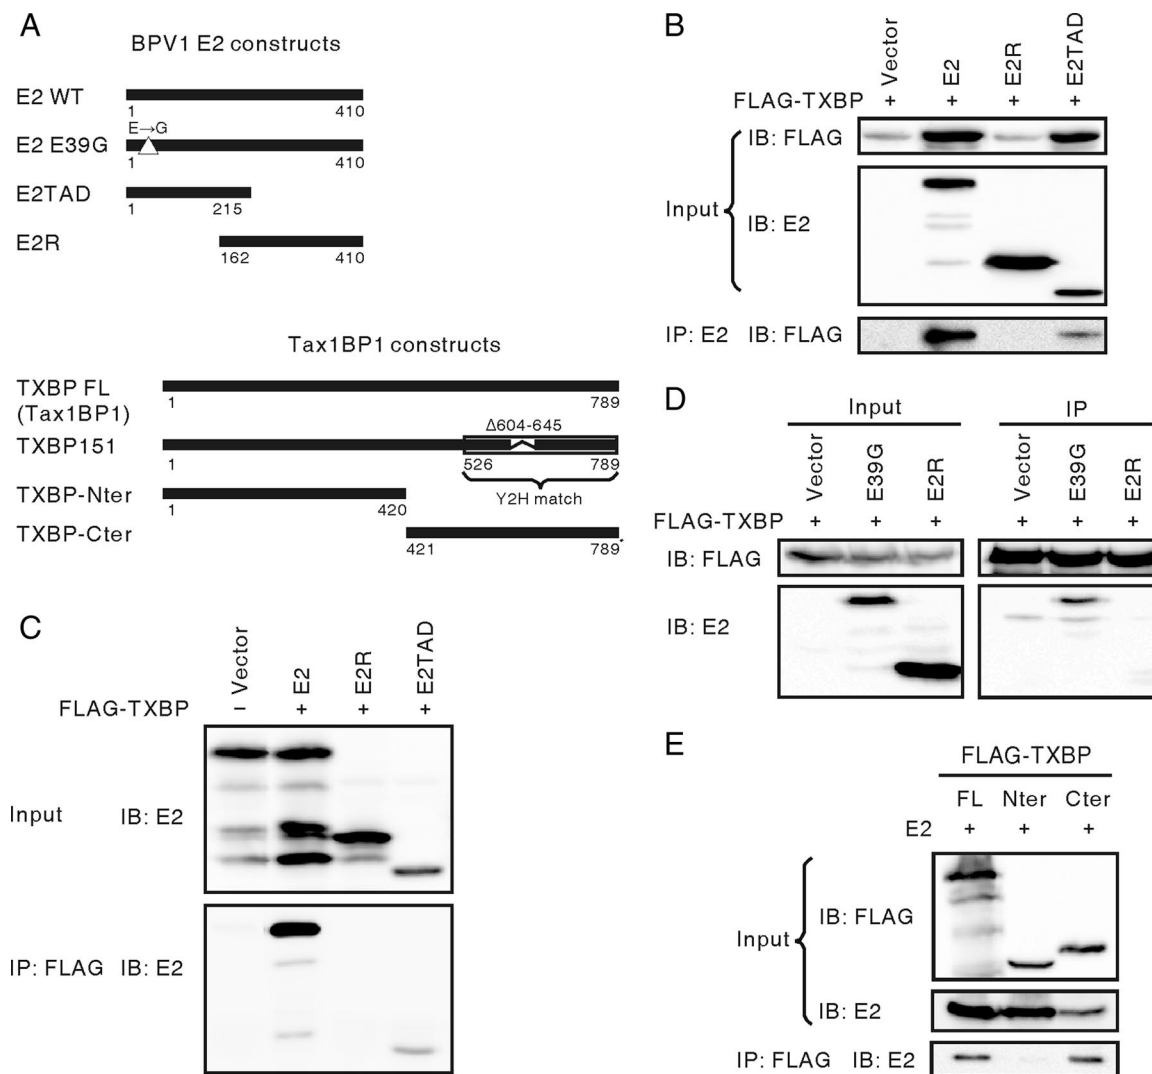 A
BPV1 E2 constructs
E2 WT
1 410
E→G
E2 E39G
1 410
E2TAD
1 215
E2R
162 410
Tax1BP1 constructs
TXBP FL
(Tax1BP1)
1 789
Δ604-645
TXBP151
1 526 789
Y2H match
TXBP-Nter
1 420
TXBP-Cter
421 789
B
Vector E2 E2R E2TAD
FLAG-TXBP + + + +
IB: FLAG
Input
IB: E2
IP: E2 IB: FLAG
C
Vector E2 E2R E2TAD
FLAG-TXBP – + + +
Input IB: E2
IP: FLAG IB: E2
D
Input IP
Vector E39G E2R Vector E39G E2R
FLAG-TXBP + + + + + +
IB: FLAG
IB: E2
E
FLAG-TXBP
FL Nter Cter
E2 + + +
IB: FLAG
Input
IB: E2
IP: FLAG IB: E2